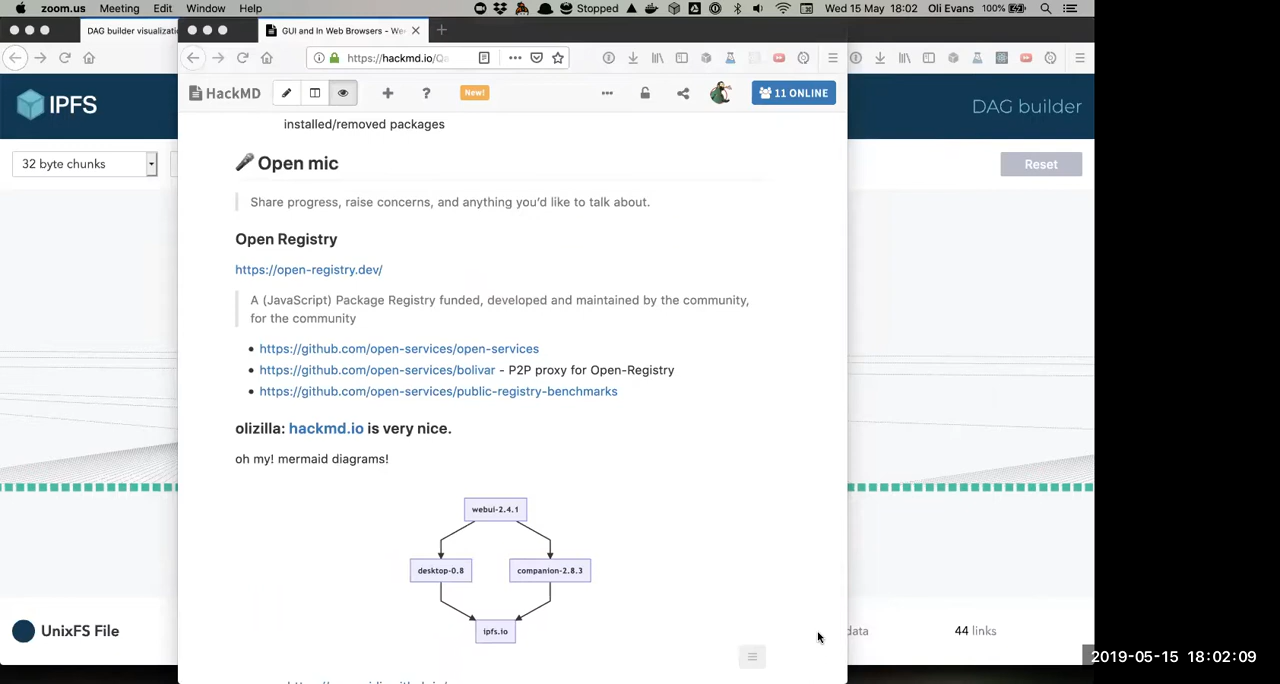 zoom.us Meeting Edit Window Help Stopped Wed 15 May 18:02 Oli Evans 100%
DAG builder visualizati
GUI and In Web Browsers - We
https://hackmd.io/
HackMD New! 11 ONLINE
IPFS
DAG builder
installed/removed packages
32 byte chunks
Reset
Open mic
Share progress, raise concerns, and anything you'd like to talk about.
Open Registry
https://open-registry.dev/
A (JavaScript) Package Registry funded, developed and maintained by the community,
for the community
https://github.com/open-services/open-services
https://github.com/open-services/bolivar - P2P proxy for Open-Registry
https://github.com/open-services/public-registry-benchmarks
olizilla: hackmd.io is very nice.
oh my! mermaid diagrams!
webui-2.4.1
desktop-0.8 companion-2.8.3
ipfs.io
UnixFS File
data
44 links
2019-05-15 18:02:09